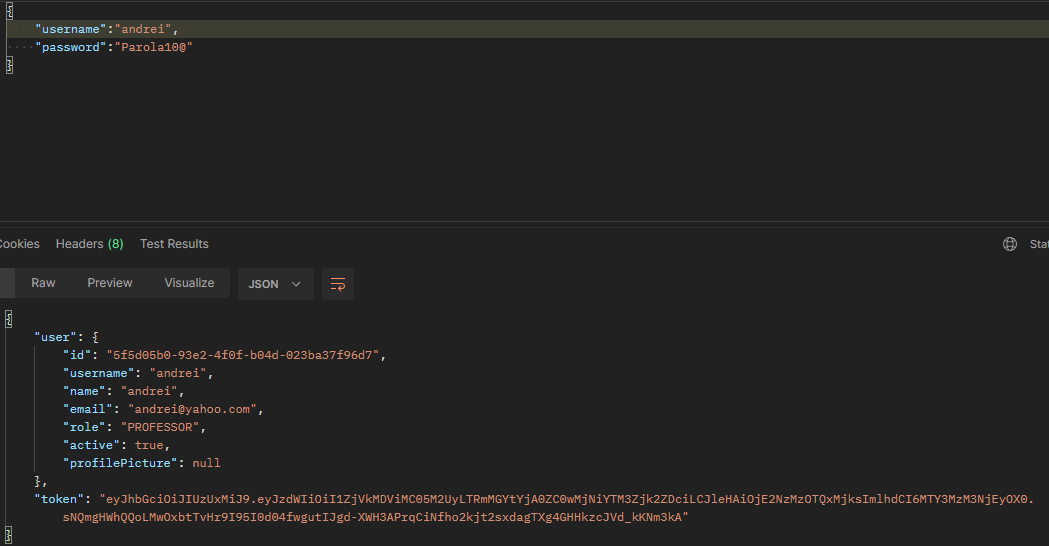 {
"username":"andrei",
"password":"Parola10@"
}
Cookies Headers (8) Test Results Stat
Raw Preview Visualize JSON
{
"user": {
"id": "5f5d05b0-93e2-4f0f-b04d-023ba37f96d7",
"username": "andrei",
"name": "andrei",
"email": "andrei@yahoo.com",
"role": "PROFESSOR",
"active": true,
"profilePicture": null
},
"token": "eyJhbGciOiJIUzUxMiJ9.eyJzdWIiOiI1ZjVkMDViMC05M2UyLTRmMGYtYjA0ZC0wMjNiYTM3Zjk2ZDciLCJleHAiOjE2NzMzOTQxMjksImlhdCI6MTY3MzM3NjEyOX0.
sNQmgHWhQQoLMwOxbtTvHr9I95I0d04fwgutIJgd-XWH3APrqCiNfho2kjt2sxdagTXg4GHHkzcJVd_kKNm3kA"
}